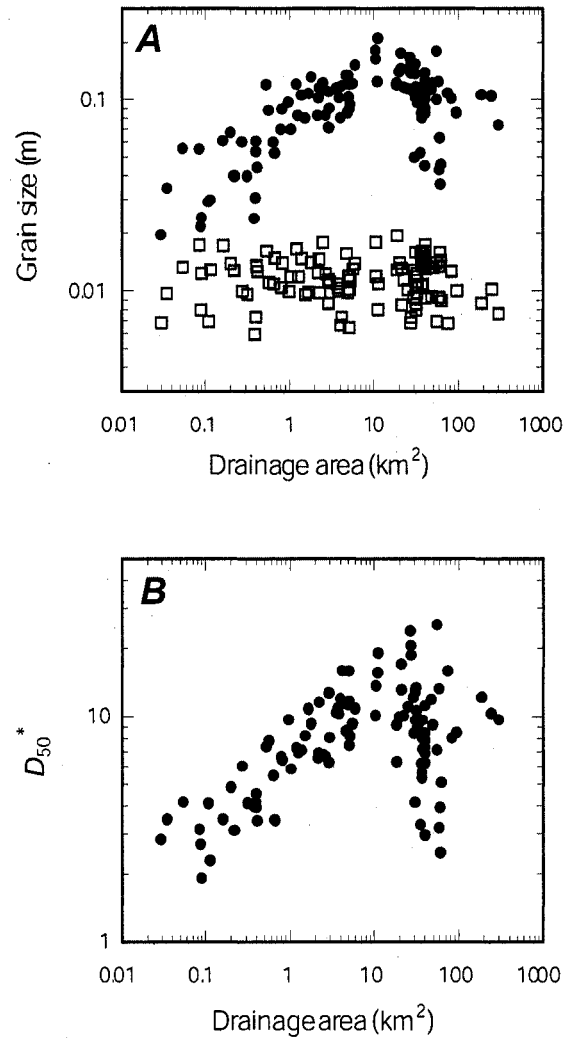 A
Grain size (m)
0.1
0.01
0.01 0.1 1 10 100 1000
Drainage area (km²)
B
D50*
10
1
0.01 0.1 1 10 100 1000
Drainage area (km²)